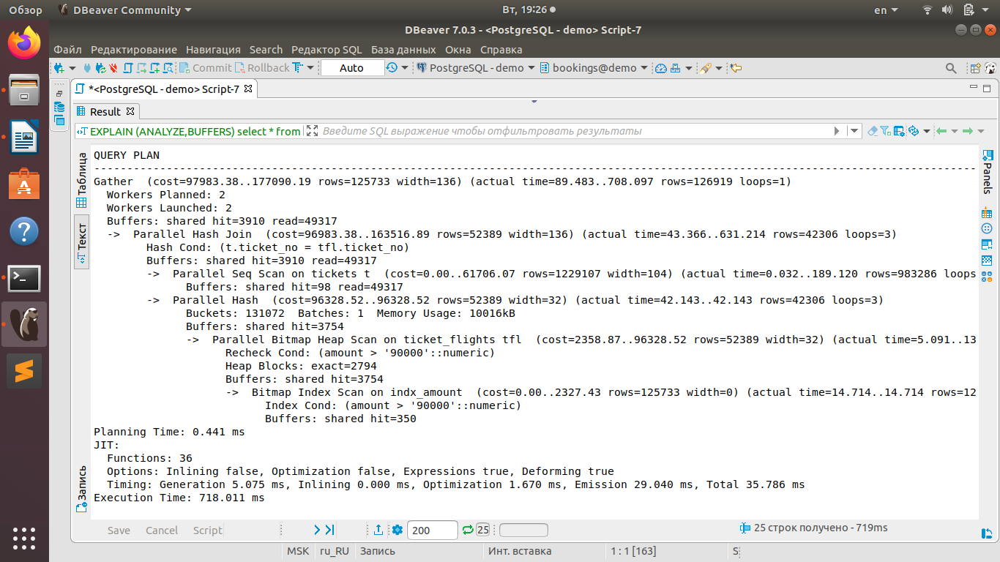 Обзор DBeaver Community Вт, 19:26 en
DBeaver 7.0.3 - <PostgreSQL - demo> Script-7
Файл Редактирование Навигация Search Редактор SQL База данных Окна Справка
Commit Rollback Auto PostgreSQL - demo bookings@demo
*<PostgreSQL - demo> Script-7
Result
EXPLAIN (ANALYZE,BUFFERS) select * from Введите SQL выражение чтобы отфильтровать результаты
Таблица
Текст
Запись
Panels
QUERY PLAN
---------------------------------------------------------------------------------------------------------------------------------------
Gather  (cost=97983.38..177090.19 rows=125733 width=136) (actual time=89.483..708.097 rows=126919 loops=1)
  Workers Planned: 2
  Workers Launched: 2
  Buffers: shared hit=3910 read=49317
  ->  Parallel Hash Join  (cost=96983.38..163516.89 rows=52389 width=136) (actual time=43.366..631.214 rows=42306 loops=3)
        Hash Cond: (t.ticket_no = tfl.ticket_no)
        Buffers: shared hit=3910 read=49317
        ->  Parallel Seq Scan on tickets t  (cost=0.00..61706.07 rows=1229107 width=104) (actual time=0.032..189.120 rows=983286 loops
              Buffers: shared hit=98 read=49317
        ->  Parallel Hash  (cost=96328.52..96328.52 rows=52389 width=32) (actual time=42.143..42.143 rows=42306 loops=3)
              Buckets: 131072  Batches: 1  Memory Usage: 10016kB
              Buffers: shared hit=3754
              ->  Parallel Bitmap Heap Scan on ticket_flights tfl  (cost=2358.87..96328.52 rows=52389 width=32) (actual time=5.091..13
                    Recheck Cond: (amount > '90000'::numeric)
                    Heap Blocks: exact=2794
                    Buffers: shared hit=3754
                    ->  Bitmap Index Scan on indx_amount  (cost=0.00..2327.43 rows=125733 width=0) (actual time=14.714..14.714 rows=12
                          Index Cond: (amount > '90000'::numeric)
                          Buffers: shared hit=350
Planning Time: 0.441 ms
JIT:
  Functions: 36
  Options: Inlining false, Optimization false, Expressions true, Deforming true
  Timing: Generation 5.075 ms, Inlining 0.000 ms, Optimization 1.670 ms, Emission 29.040 ms, Total 35.786 ms
Execution Time: 718.011 ms
Save Cancel Script 200 25 25 строк получено - 719ms
MSK ru_RU Запись Инт. вставка 1 : 1 [163] S